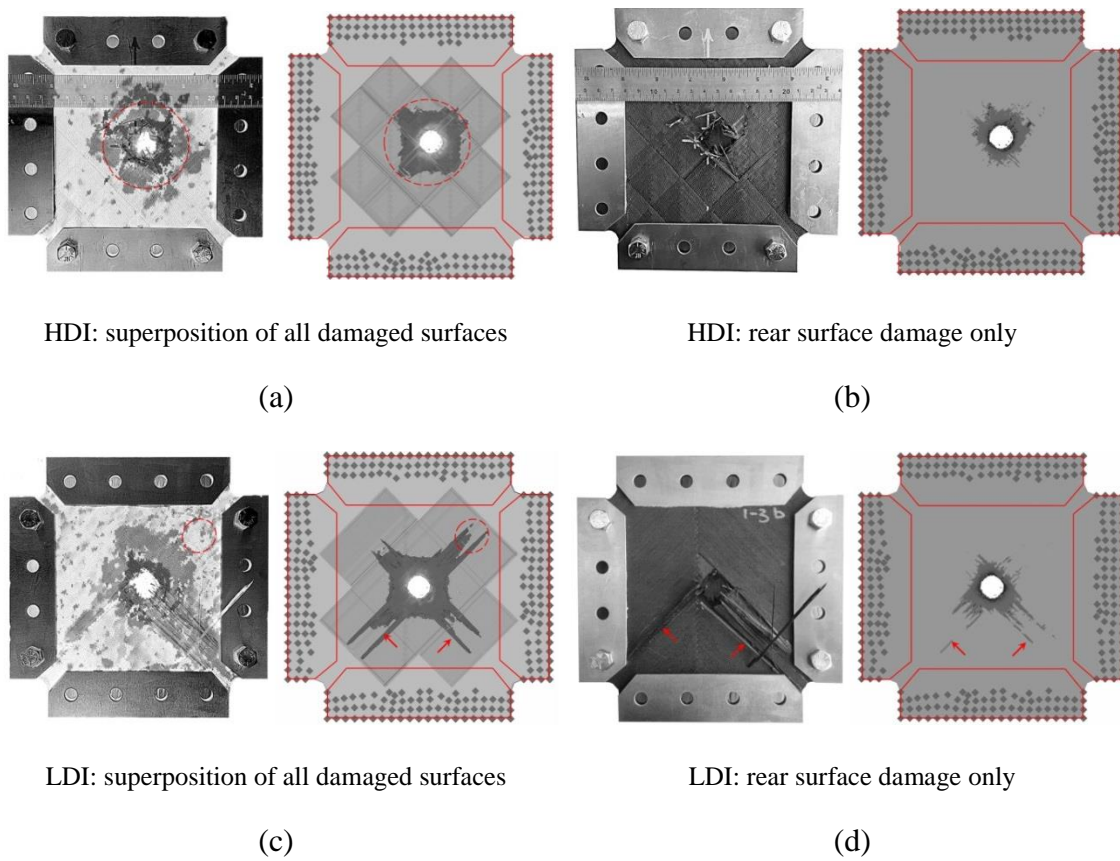 HDI: superposition of all damaged surfaces
HDI: rear surface damage only
(a)
(b)
1-3b
LDI: superposition of all damaged surfaces
LDI: rear surface damage only
(c)
(d)